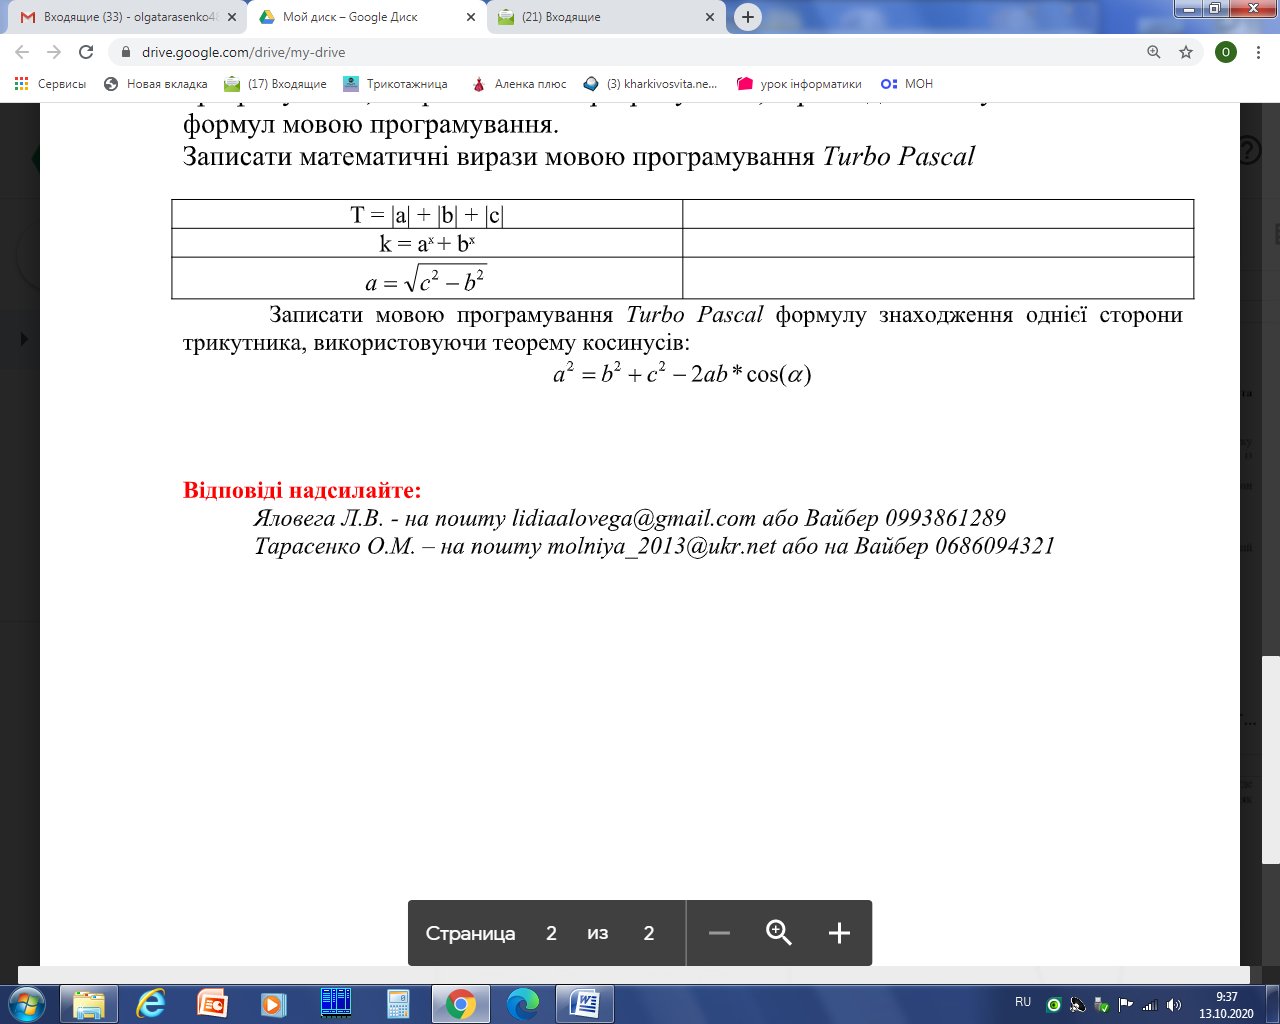 Входящие (33) - olgatarasenko48
Мой диск – Google Диск
(21) Входящие
drive.google.com/drive/my-drive
О
Сервисы
Новая вкладка
(17) Входящие
Трикотажница
Аленка плюс
(3) kharkivosvita.ne...
урок інформатики
МОН
формул мовою програмування.
Записати математичні вирази мовою програмування Turbo Pascal
T = |a| + |b| + |c|
k = aˣ + bˣ
a = √(c² − b²)
Записати мовою програмування Turbo Pascal формулу знаходження однієї сторони
трикутника, використовуючи теорему косинусів:
a² = b² + c² − 2ab * cos(α)
Відповіді надсилайте:
Яловега Л.В. - на пошту lidiaalovega@gmail.com або Вайбер 0993861289
Тарасенко О.М. – на пошту molniya_2013@ukr.net або на Вайбер 0686094321
Страница 2 из 2
RU
9:37
13.10.2020